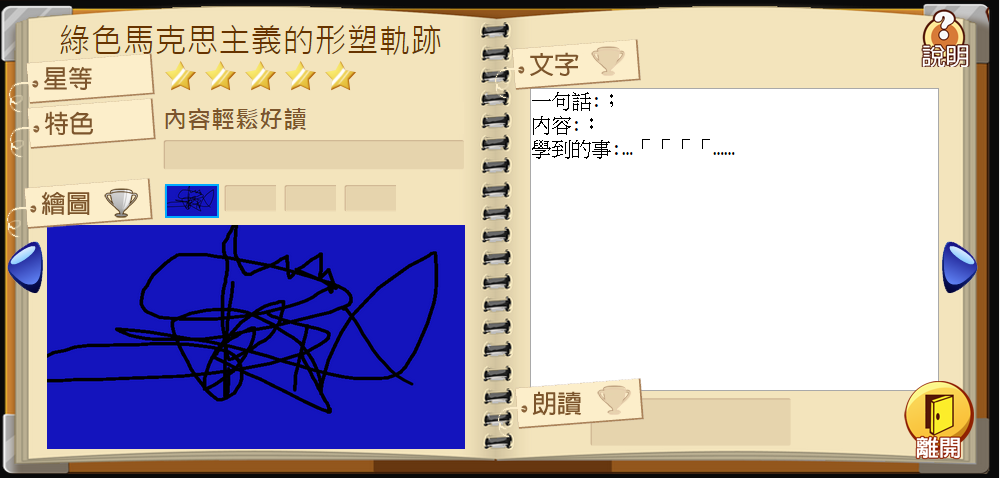 綠色馬克思主義的形塑軌跡
星等
特色
內容輕鬆好讀
繪圖
文字
一句話:；
內容:：
學到的事:…「「「「……
朗讀
?
說明
離開